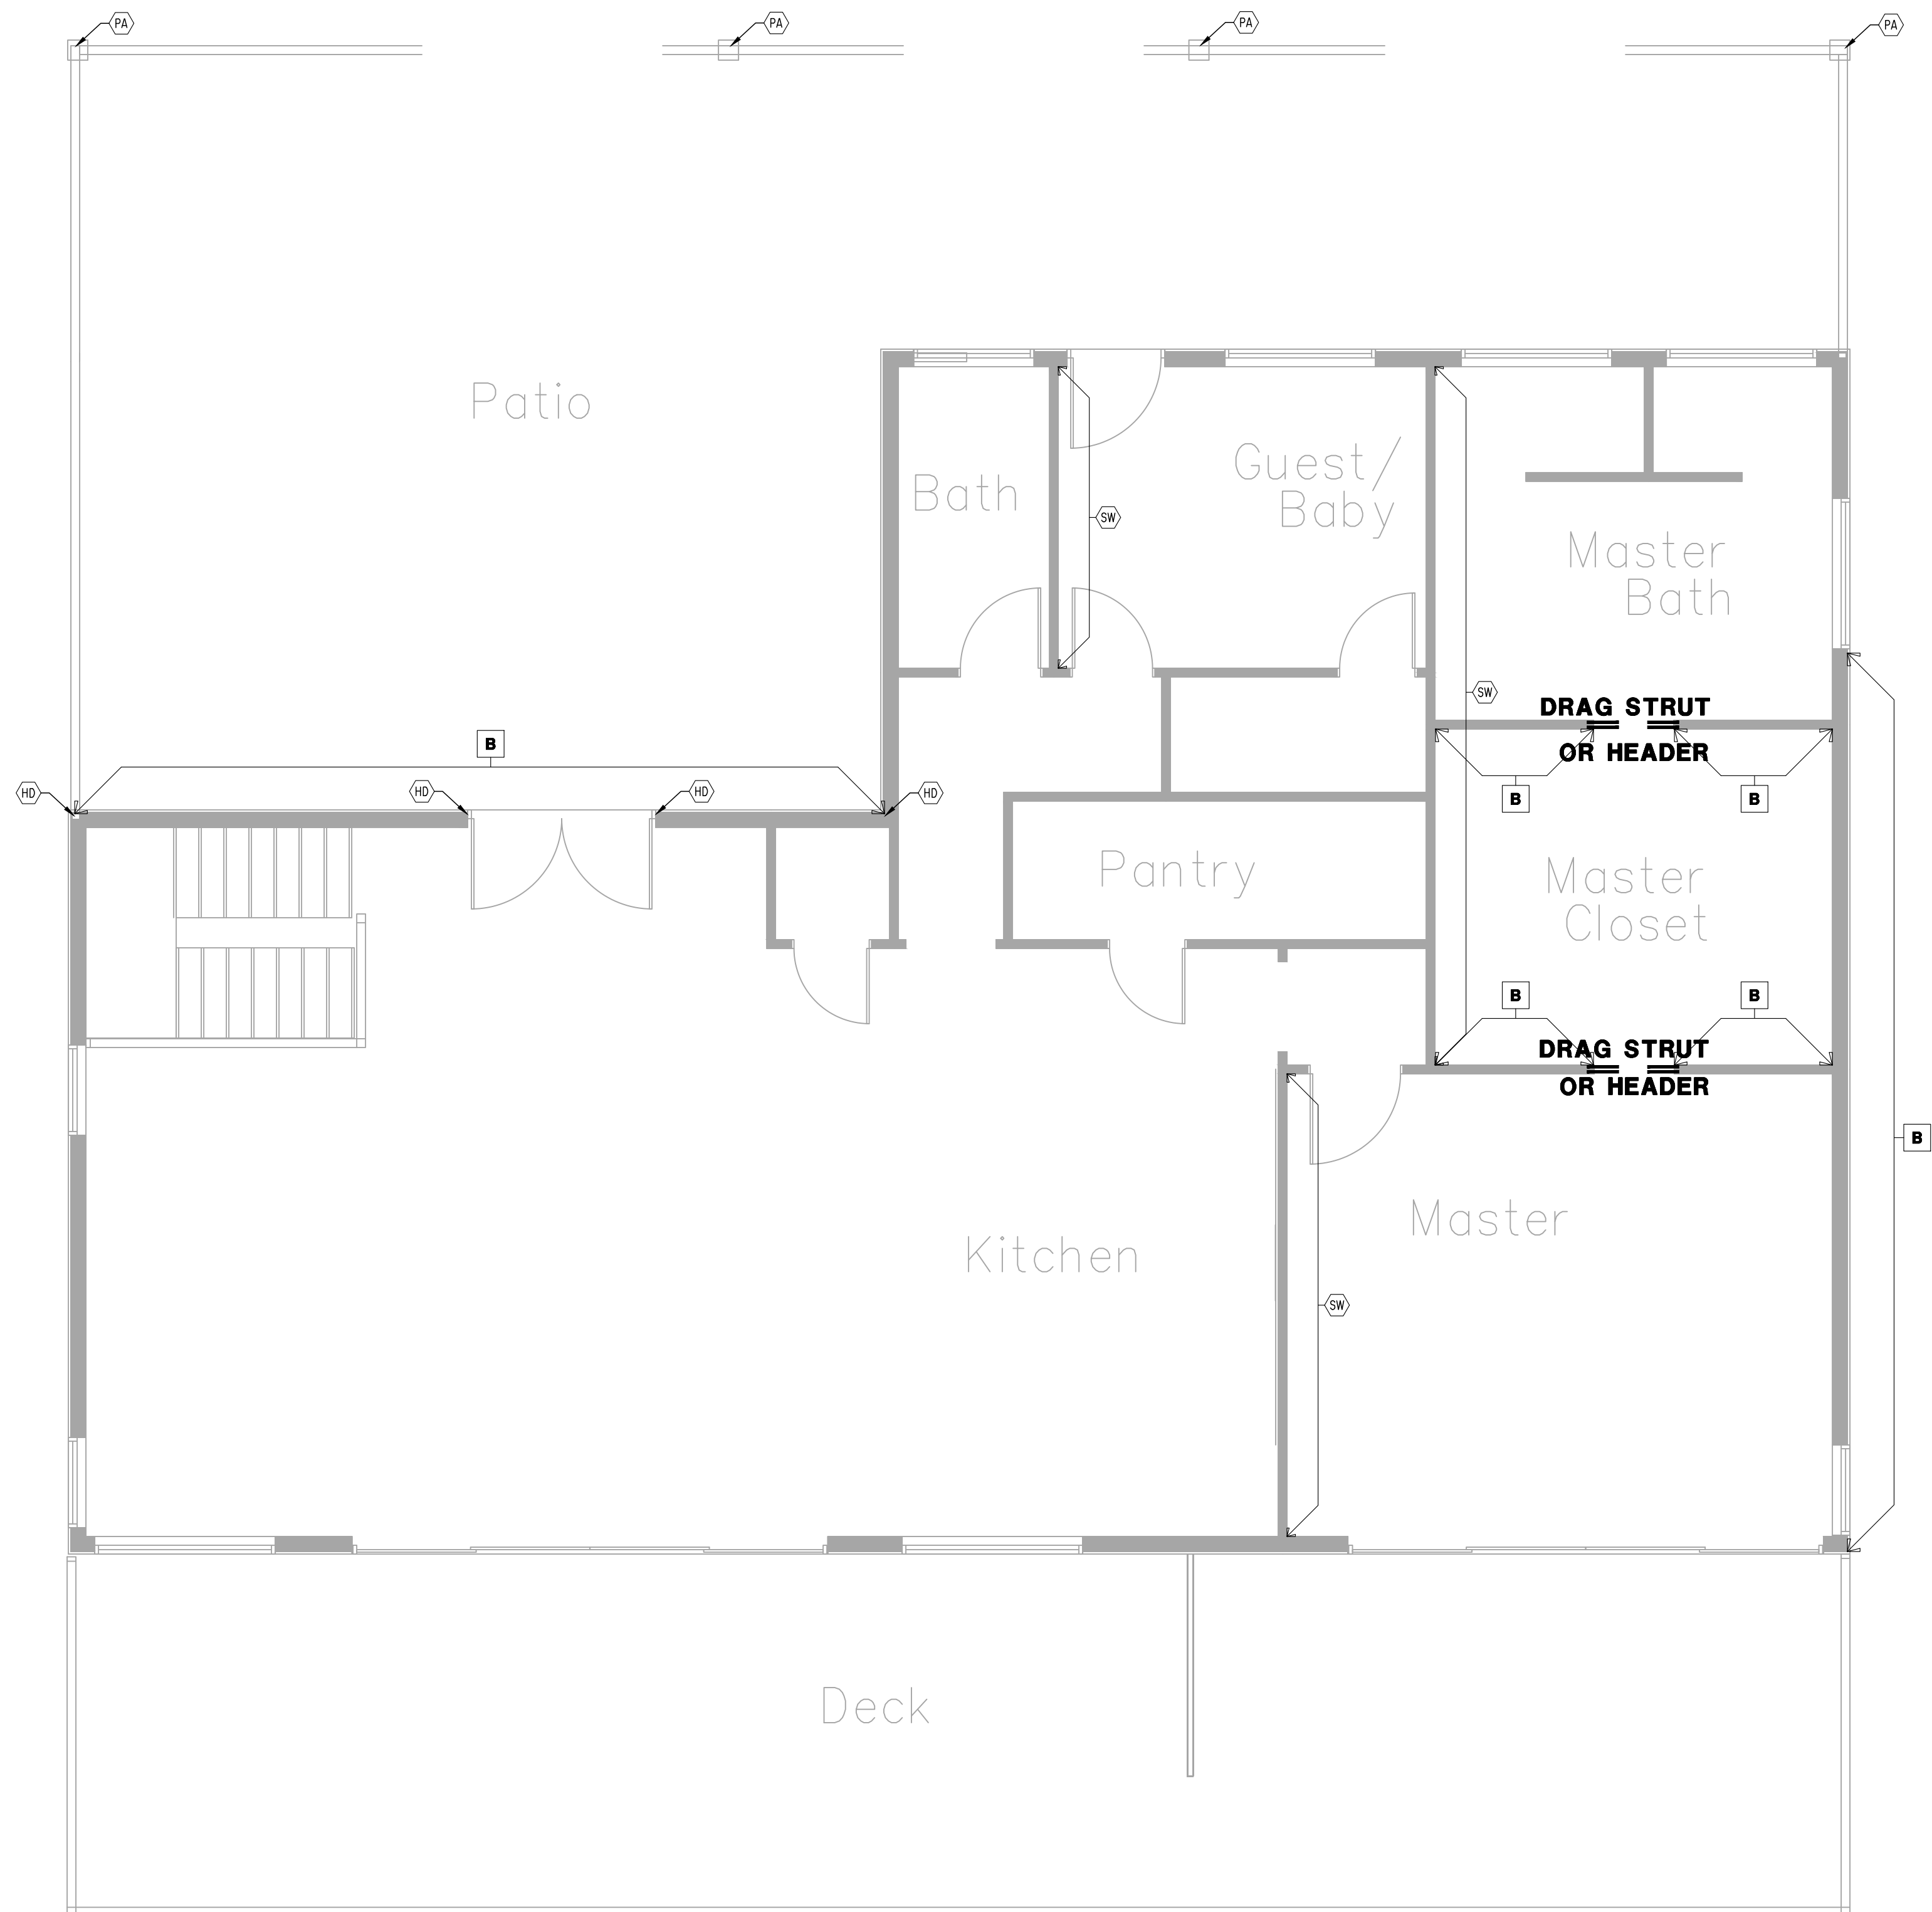 PA
PA
PA
PA
Patio
Guest/
Baby
Bath
SW
Master
Bath
SW
DRAG STRUT
OR HEADER
B
HD
HD
HD
HD
B
B
Pantry
Master
Closet
B
B
DRAG STRUT
OR HEADER
B
Master
Kitchen
SW
Deck